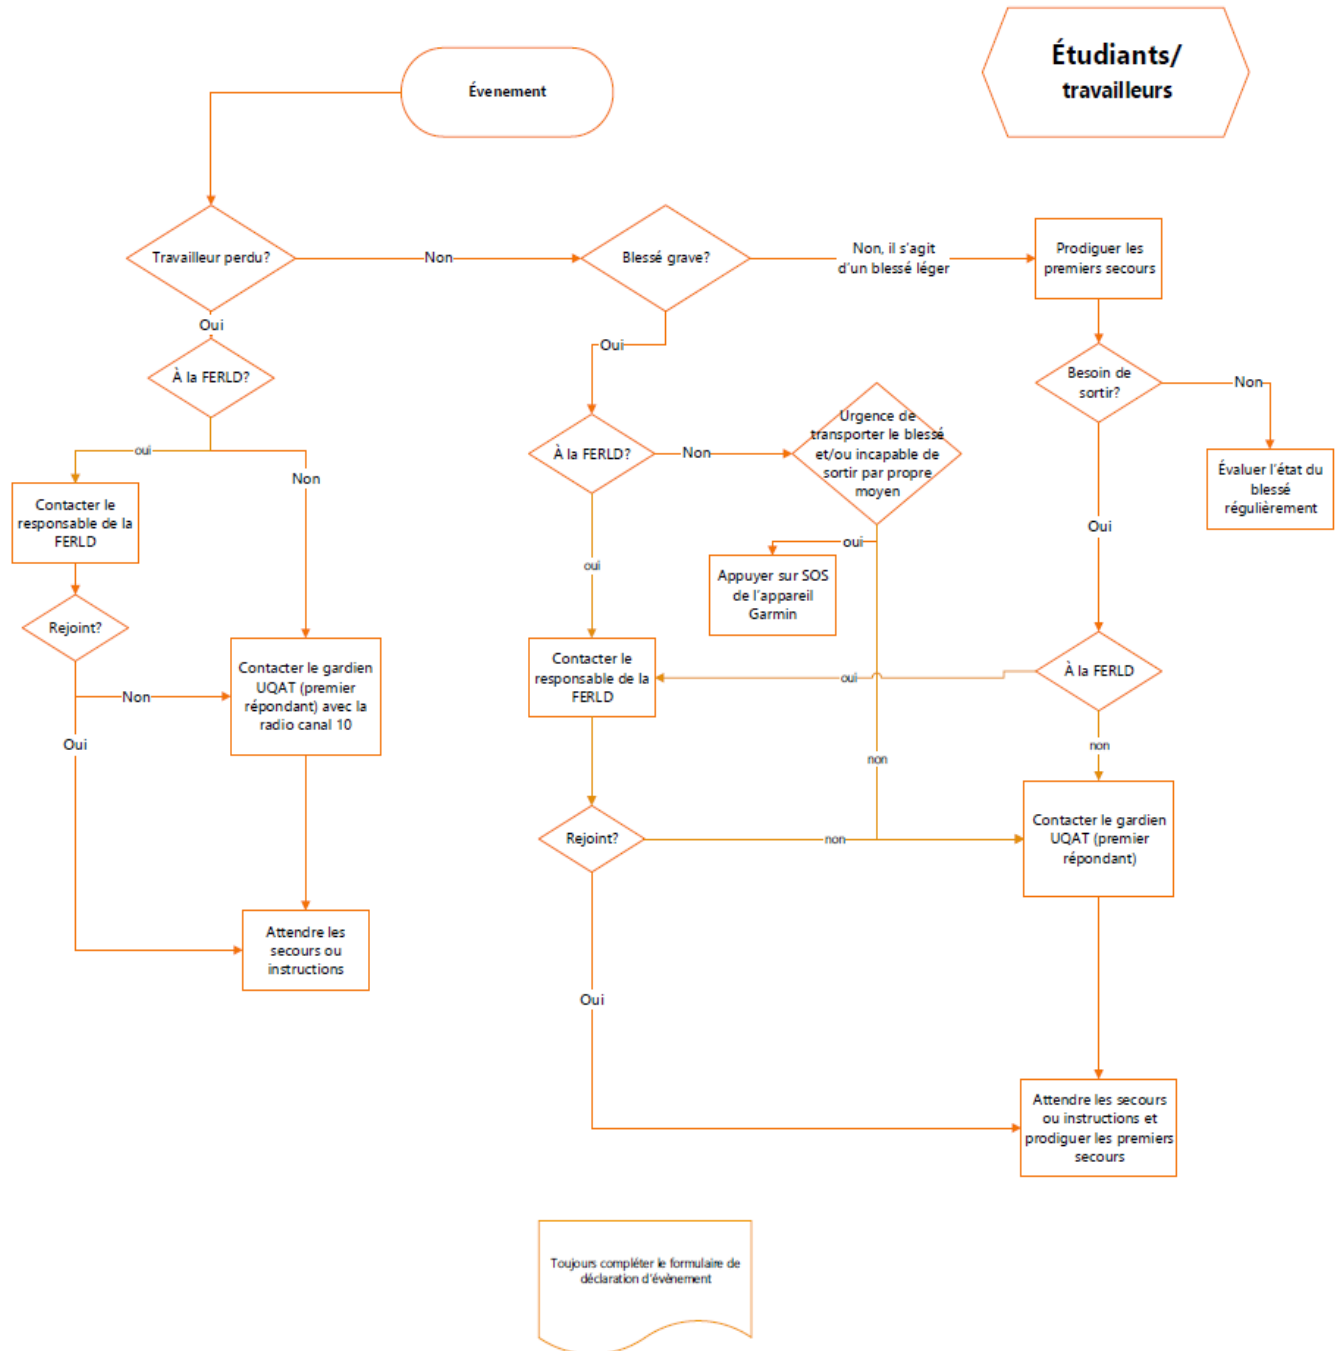 Étudiants/
travailleurs
Évenement
Travailleur perdu?
Non
Blessé grave?
Non, il s'agit
d'un blessé léger
Prodiguer les
premiers secours
Oui
À la FERLD?
oui
Non
Contacter le
responsable de la
FERLD
Rejoint?
Non
Oui
Contacter le gardien
UQAT (premier
répondant) avec la
radio canal 10
Attendre les
secours ou
instructions
Oui
À la FERLD?
Non
Urgence de
transporter le blessé
et/ou incapable de
sortir par propre
moyen
oui
Appuyer sur SOS
de l'appareil
Garmin
non
oui
Contacter le
responsable de la
FERLD
Rejoint?
non
Oui
Besoin de
sortir?
Non
Évaluer l'état du
blessé
régulièrement
Oui
À la FERLD
oui
non
Contacter le gardien
UQAT (premier
répondant)
Attendre les secours
ou instructions et
prodiguer les premiers
secours
Toujours compléter le formulaire de
déclaration d'évènement